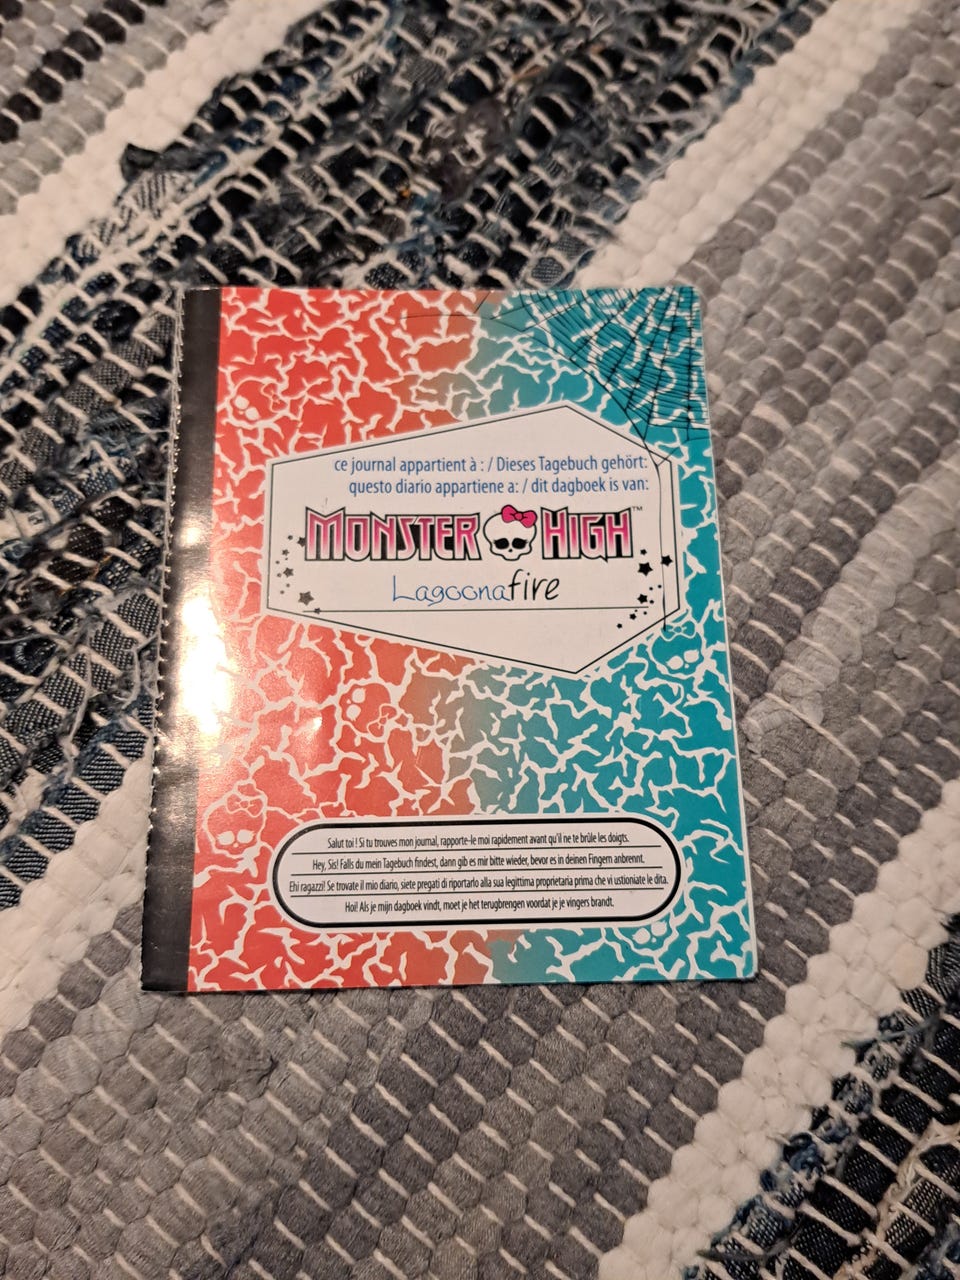 ce journal appartient à : / Dieses Tagebuch gehört:
questo diario appartiene a: / dit dagboek is van:
MONSTER HIGH™
Lagoonafire
Salut toi ! Si tu trouves mon journal, rapporte-le moi rapidement avant qu'il ne te brûle les doigts.
Hey, Sis! Falls du mein Tagebuch findest, dann gib es mir bitte wieder, bevor es in deinen Fingern anbrennt.
Ehi ragazzi! Se trovate il mio diario, siete pregati di riportarlo alla sua legittima proprietaria prima che vi ustioniate le dita.
Hoi! Als je mijn dagboek vindt, moet je het terugbrengen voordat je je vingers brandt.